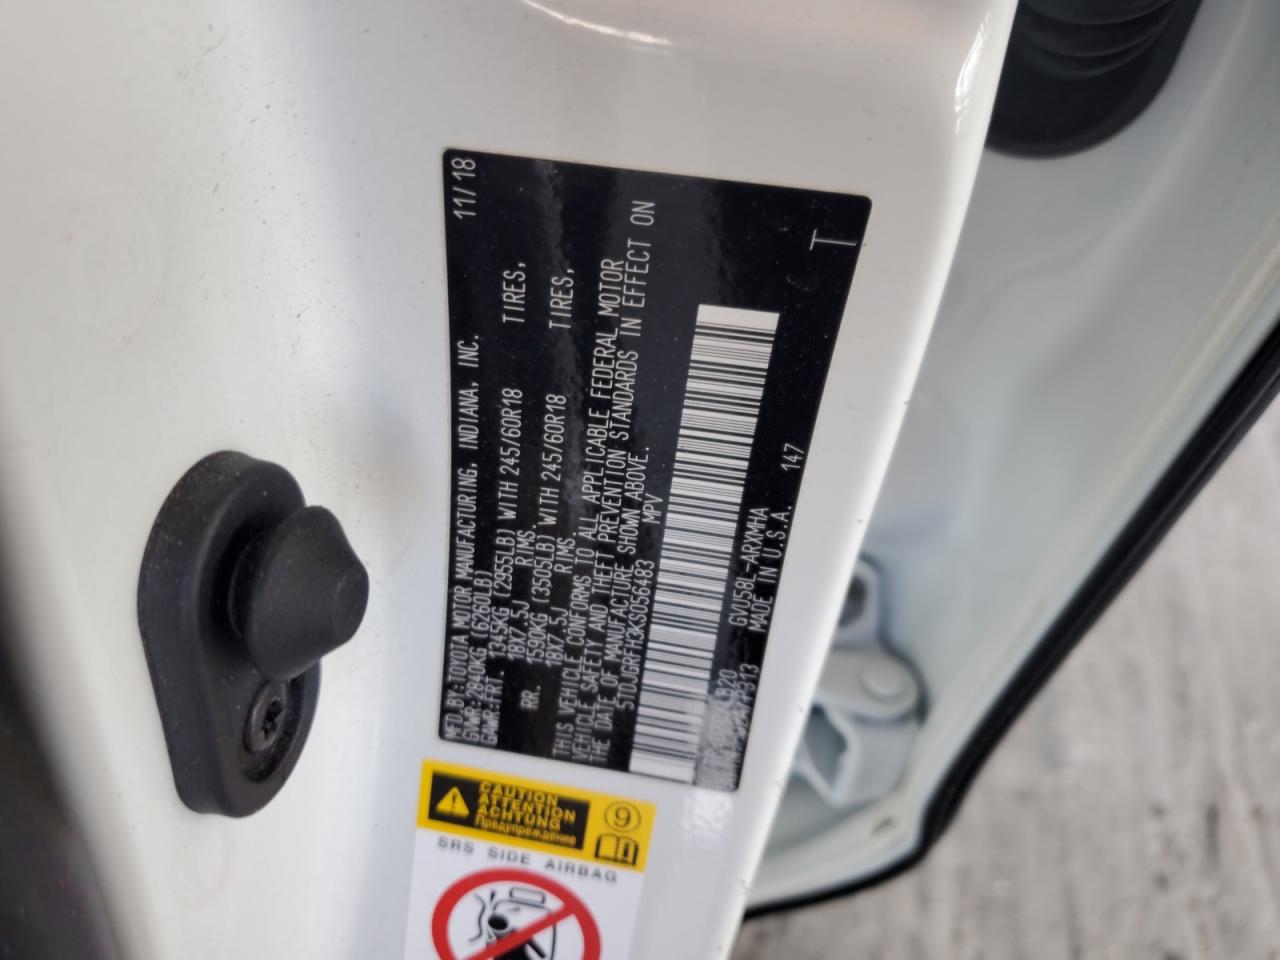 MFD.BY:TOYOTA MOTOR MANUFACTURING, INDIANA, INC. 11/18
GVWR:2840KG (6260LB)
GAWR:FRT. 1345KG (2955LB) WITH 245/60R18 TIRES,
18X7.5J RIMS.
RR. 1590KG (3505LB) WITH 245/60R18 TIRES,
18X7.5J RIMS.
THIS VEHICLE CONFORMS TO ALL APPLICABLE FEDERAL MOTOR
VEHICLE SAFETY AND THEFT PREVENTION STANDARDS IN EFFECT ON
THE DATE OF MANUFACTURE SHOWN ABOVE.
5TDJGRFH3KS056483 MPV
GVU58L-ARXMHA
MADE IN U.S.A. 147
T
CAUTION
ATTENTION
ACHTUNG
Предупреждение
9
SRS SIDE AIRBAG